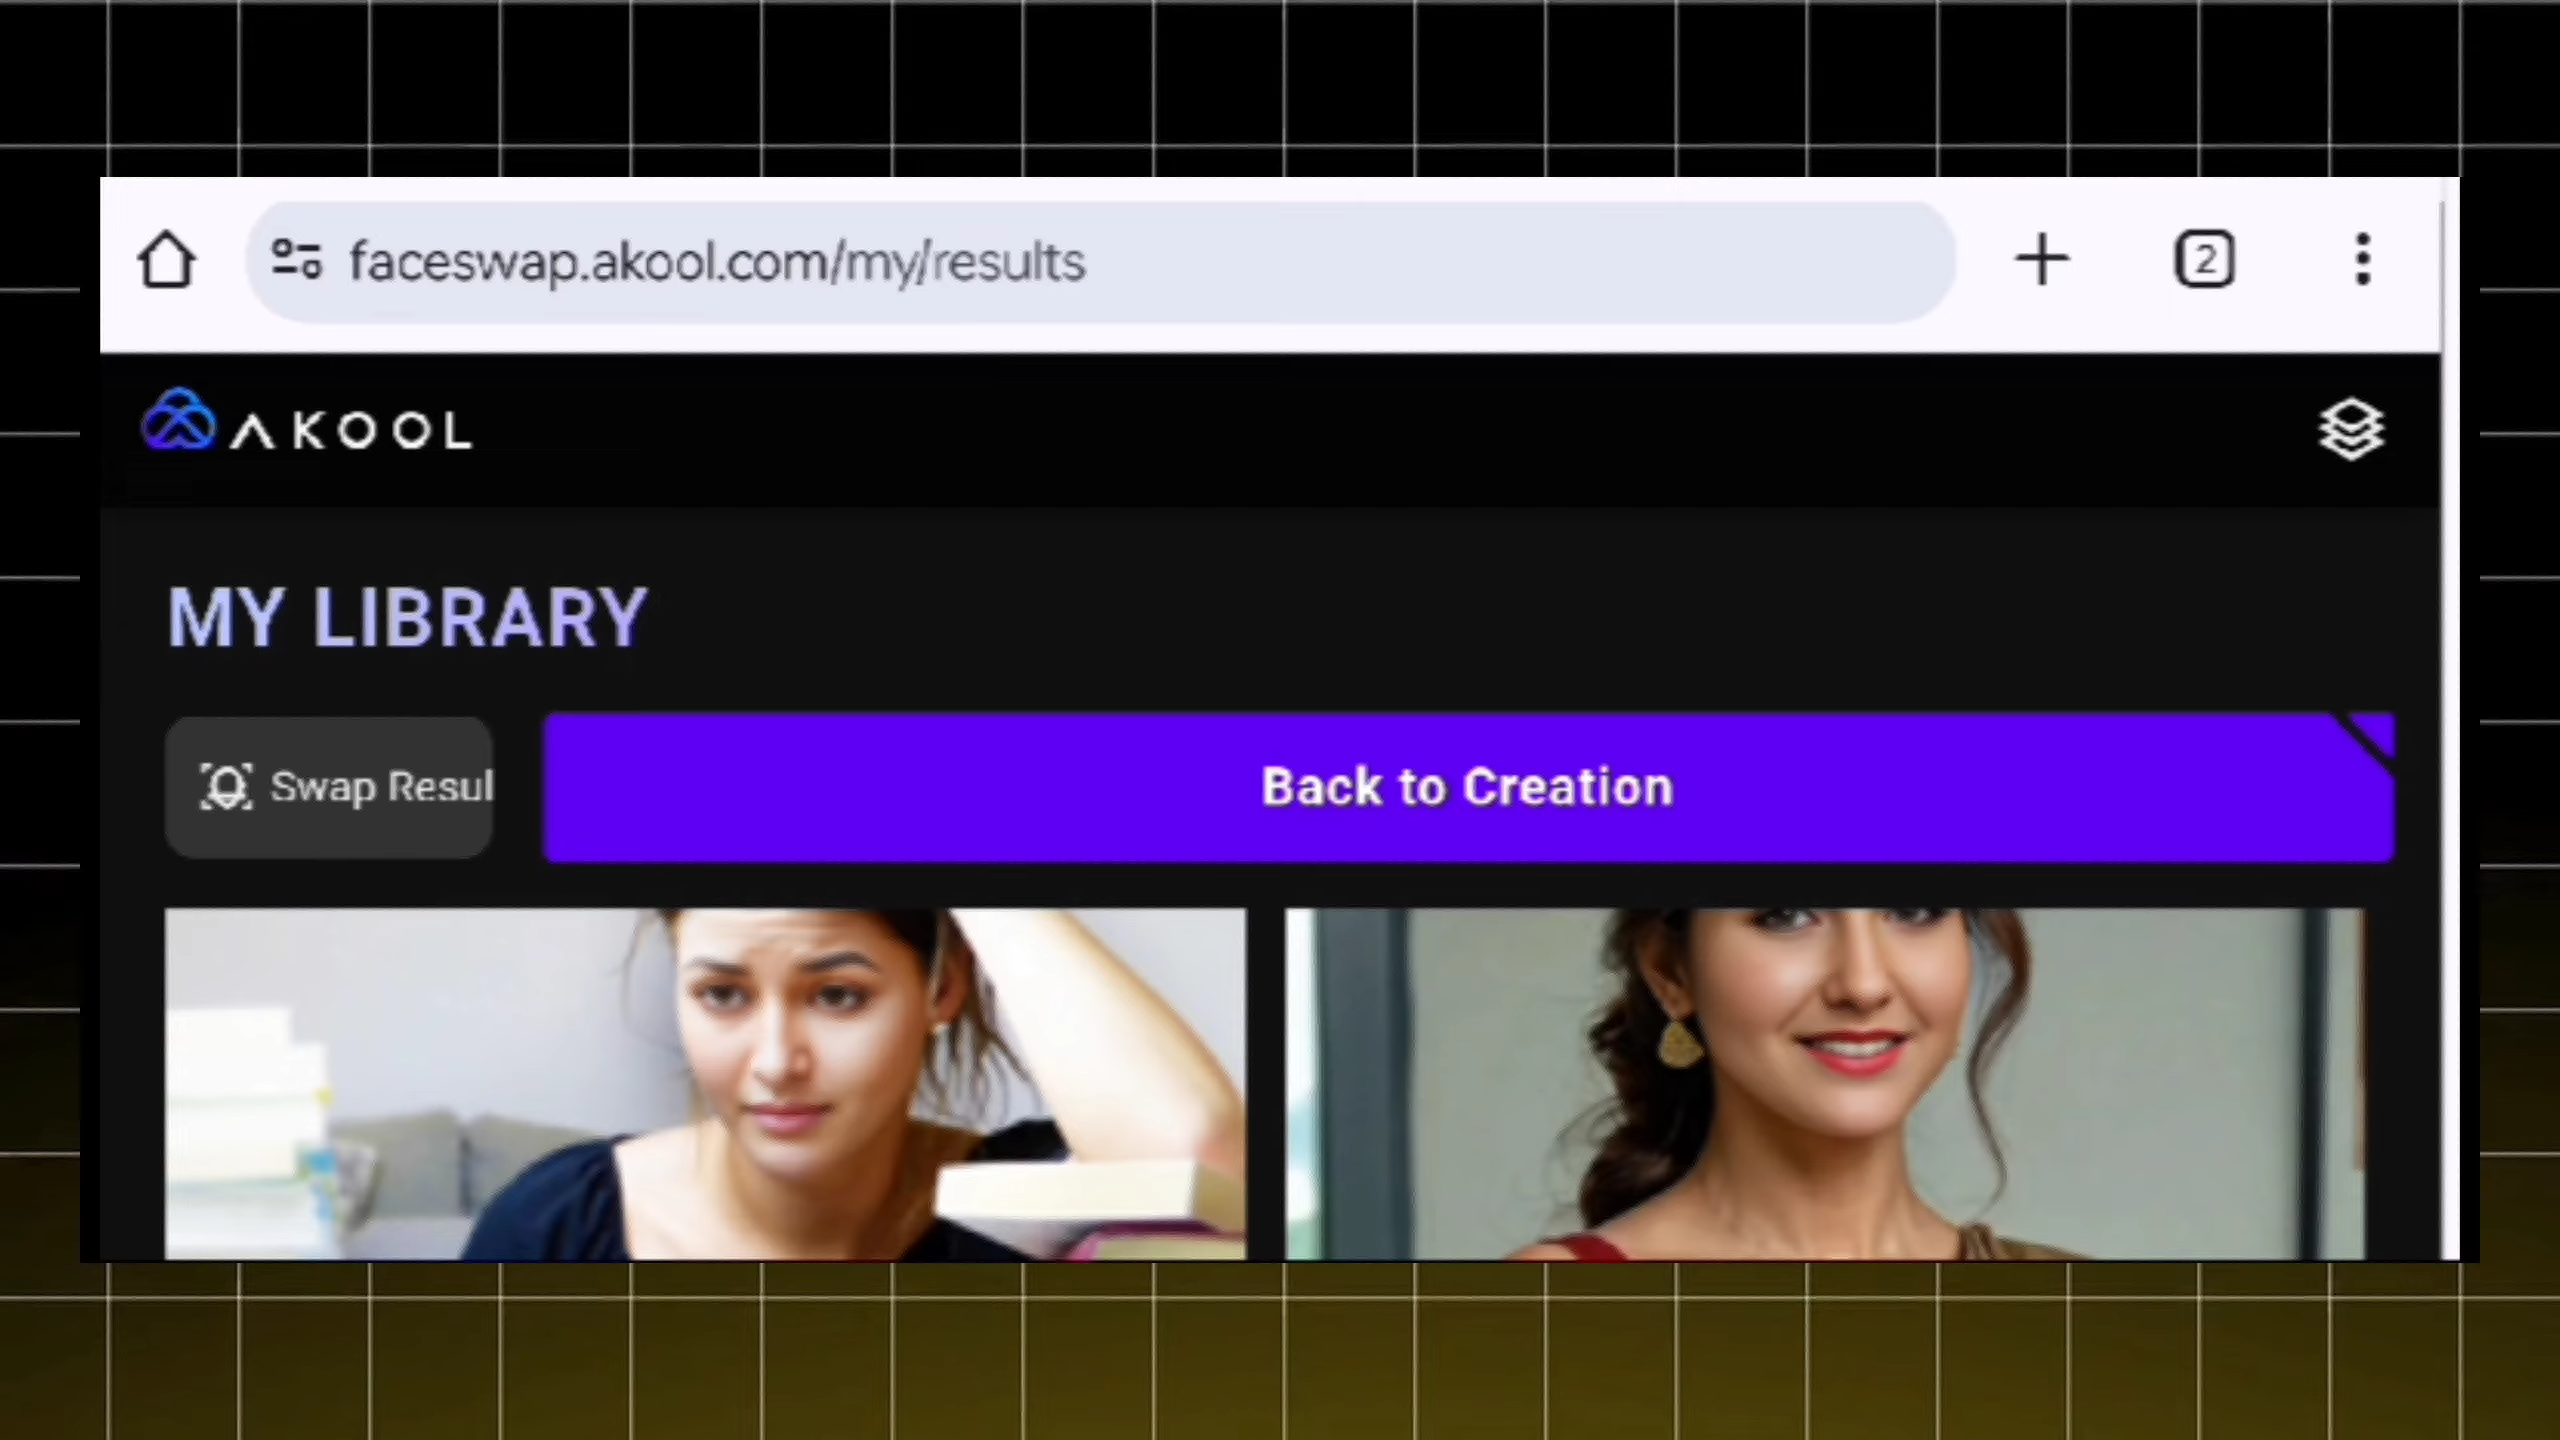 faceswap.akool.com/my/results
2
AKOOL
MY LIBRARY
Swap Resul
Back to Creation